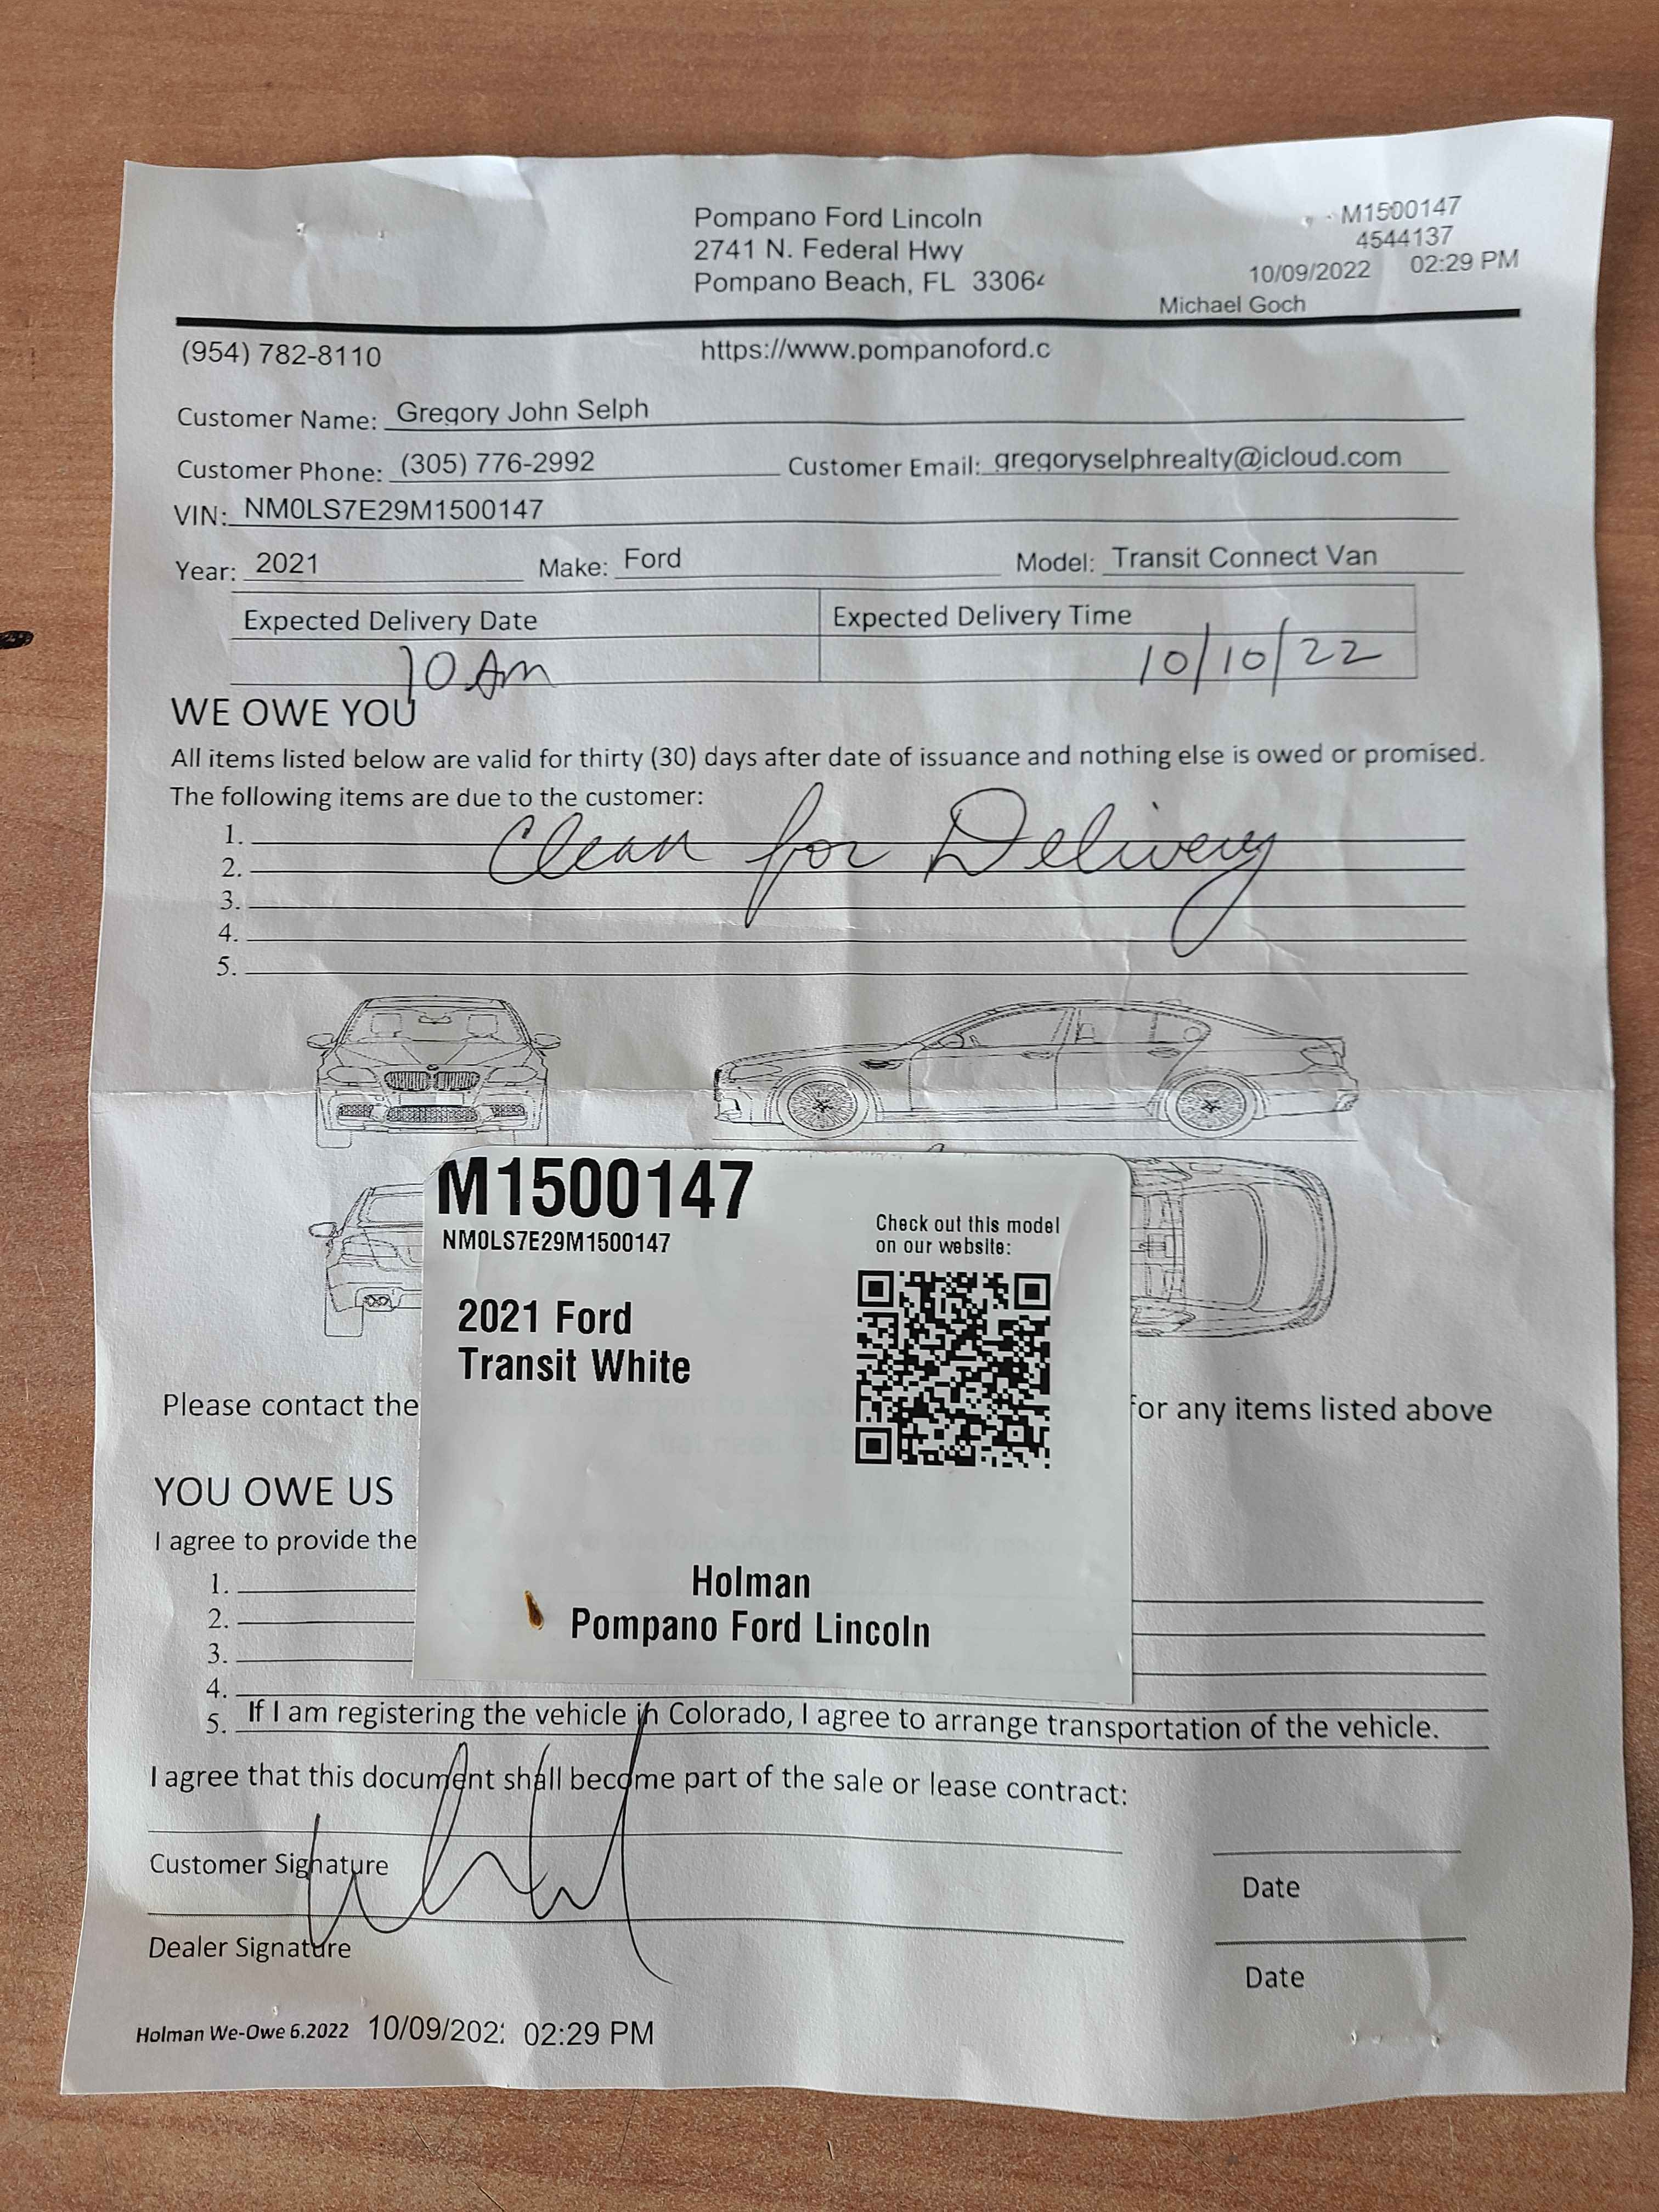 Pompano Ford Lincoln
2741 N. Federal Hwy
Pompano Beach, FL 33064
M1500147
4544137
10/09/2022 02:29 PM
Michael Goch
(954) 782-8110 https://www.pompanoford.c
Customer Name: Gregory John Selph
Customer Phone: (305) 776-2992 Customer Email: gregoryselphrealty@icloud.com
VIN: NM0LS7E29M1500147
Year: 2021 Make: Ford Model: Transit Connect Van
Expected Delivery Date Expected Delivery Time
10 Am 10/10/22
WE OWE YOU
All items listed below are valid for thirty (30) days after date of issuance and nothing else is owed or promised.
The following items are due to the customer:
Clean for Delivery
1.
2.
3.
4.
5.
M1500147
NM0LS7E29M1500147
Check out this model
on our website:
2021 Ford
Transit White
Holman
Pompano Ford Lincoln
Please contact the for any items listed above
YOU OWE US
I agree to provide the
1.
2.
3.
4.
5. If I am registering the vehicle in Colorado, I agree to arrange transportation of the vehicle.
I agree that this document shall become part of the sale or lease contract:
Customer Signature Date
Dealer Signature Date
Holman We-Owe 6.2022 10/09/202 02:29 PM